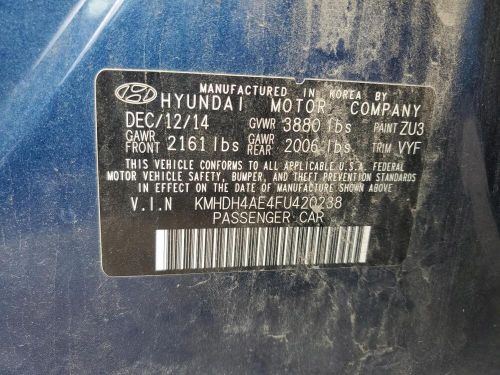 MANUFACTURED IN KOREA BY
HYUNDAI MOTOR COMPANY
DEC/12/14 GVWR 3880 lbs PAINT ZU3
GAWR FRONT 2161 lbs GAWR REAR 2006 lbs TRIM VYF
THIS VEHICLE CONFORMS TO ALL APPLICABLE U.S.A. FEDERAL
MOTOR VEHICLE SAFETY, BUMPER, AND THEFT PREVENTION
STANDARDS IN EFFECT ON THE DATE OF MANUFACTURE SHOWN ABOVE.
V.I.N KMHDH4AE4FU420238
PASSENGER CAR